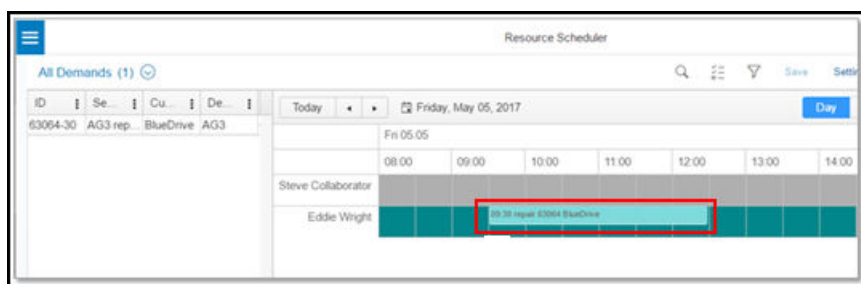 Resource Scheduler
All Demands (1)
Save Settin
ID Se... Cu... De...
Today Friday, May 05, 2017 Day
63064-30 AG3 rep... BlueDrive AG3
Fri 05.05
08:00 09:00 10:00 11:00 12:00 13:00 14:00
Steve Collaborator
Eddie Wright 09:30 repair 63064 BlueDrive